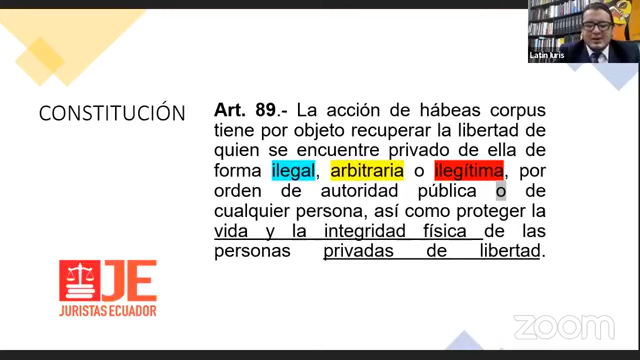 Latin Iuris
CONSTITUCIÓN
Art. 89.- La acción de hábeas corpus
tiene por objeto recuperar la libertad de
quien se encuentre privado de ella de
forma ilegal, arbitraria o ilegítima, por
orden de autoridad pública o de
cualquier persona, así como proteger la
vida y la integridad física de las
personas privadas de libertad.
JE
JURISTAS ECUADOR
zoom